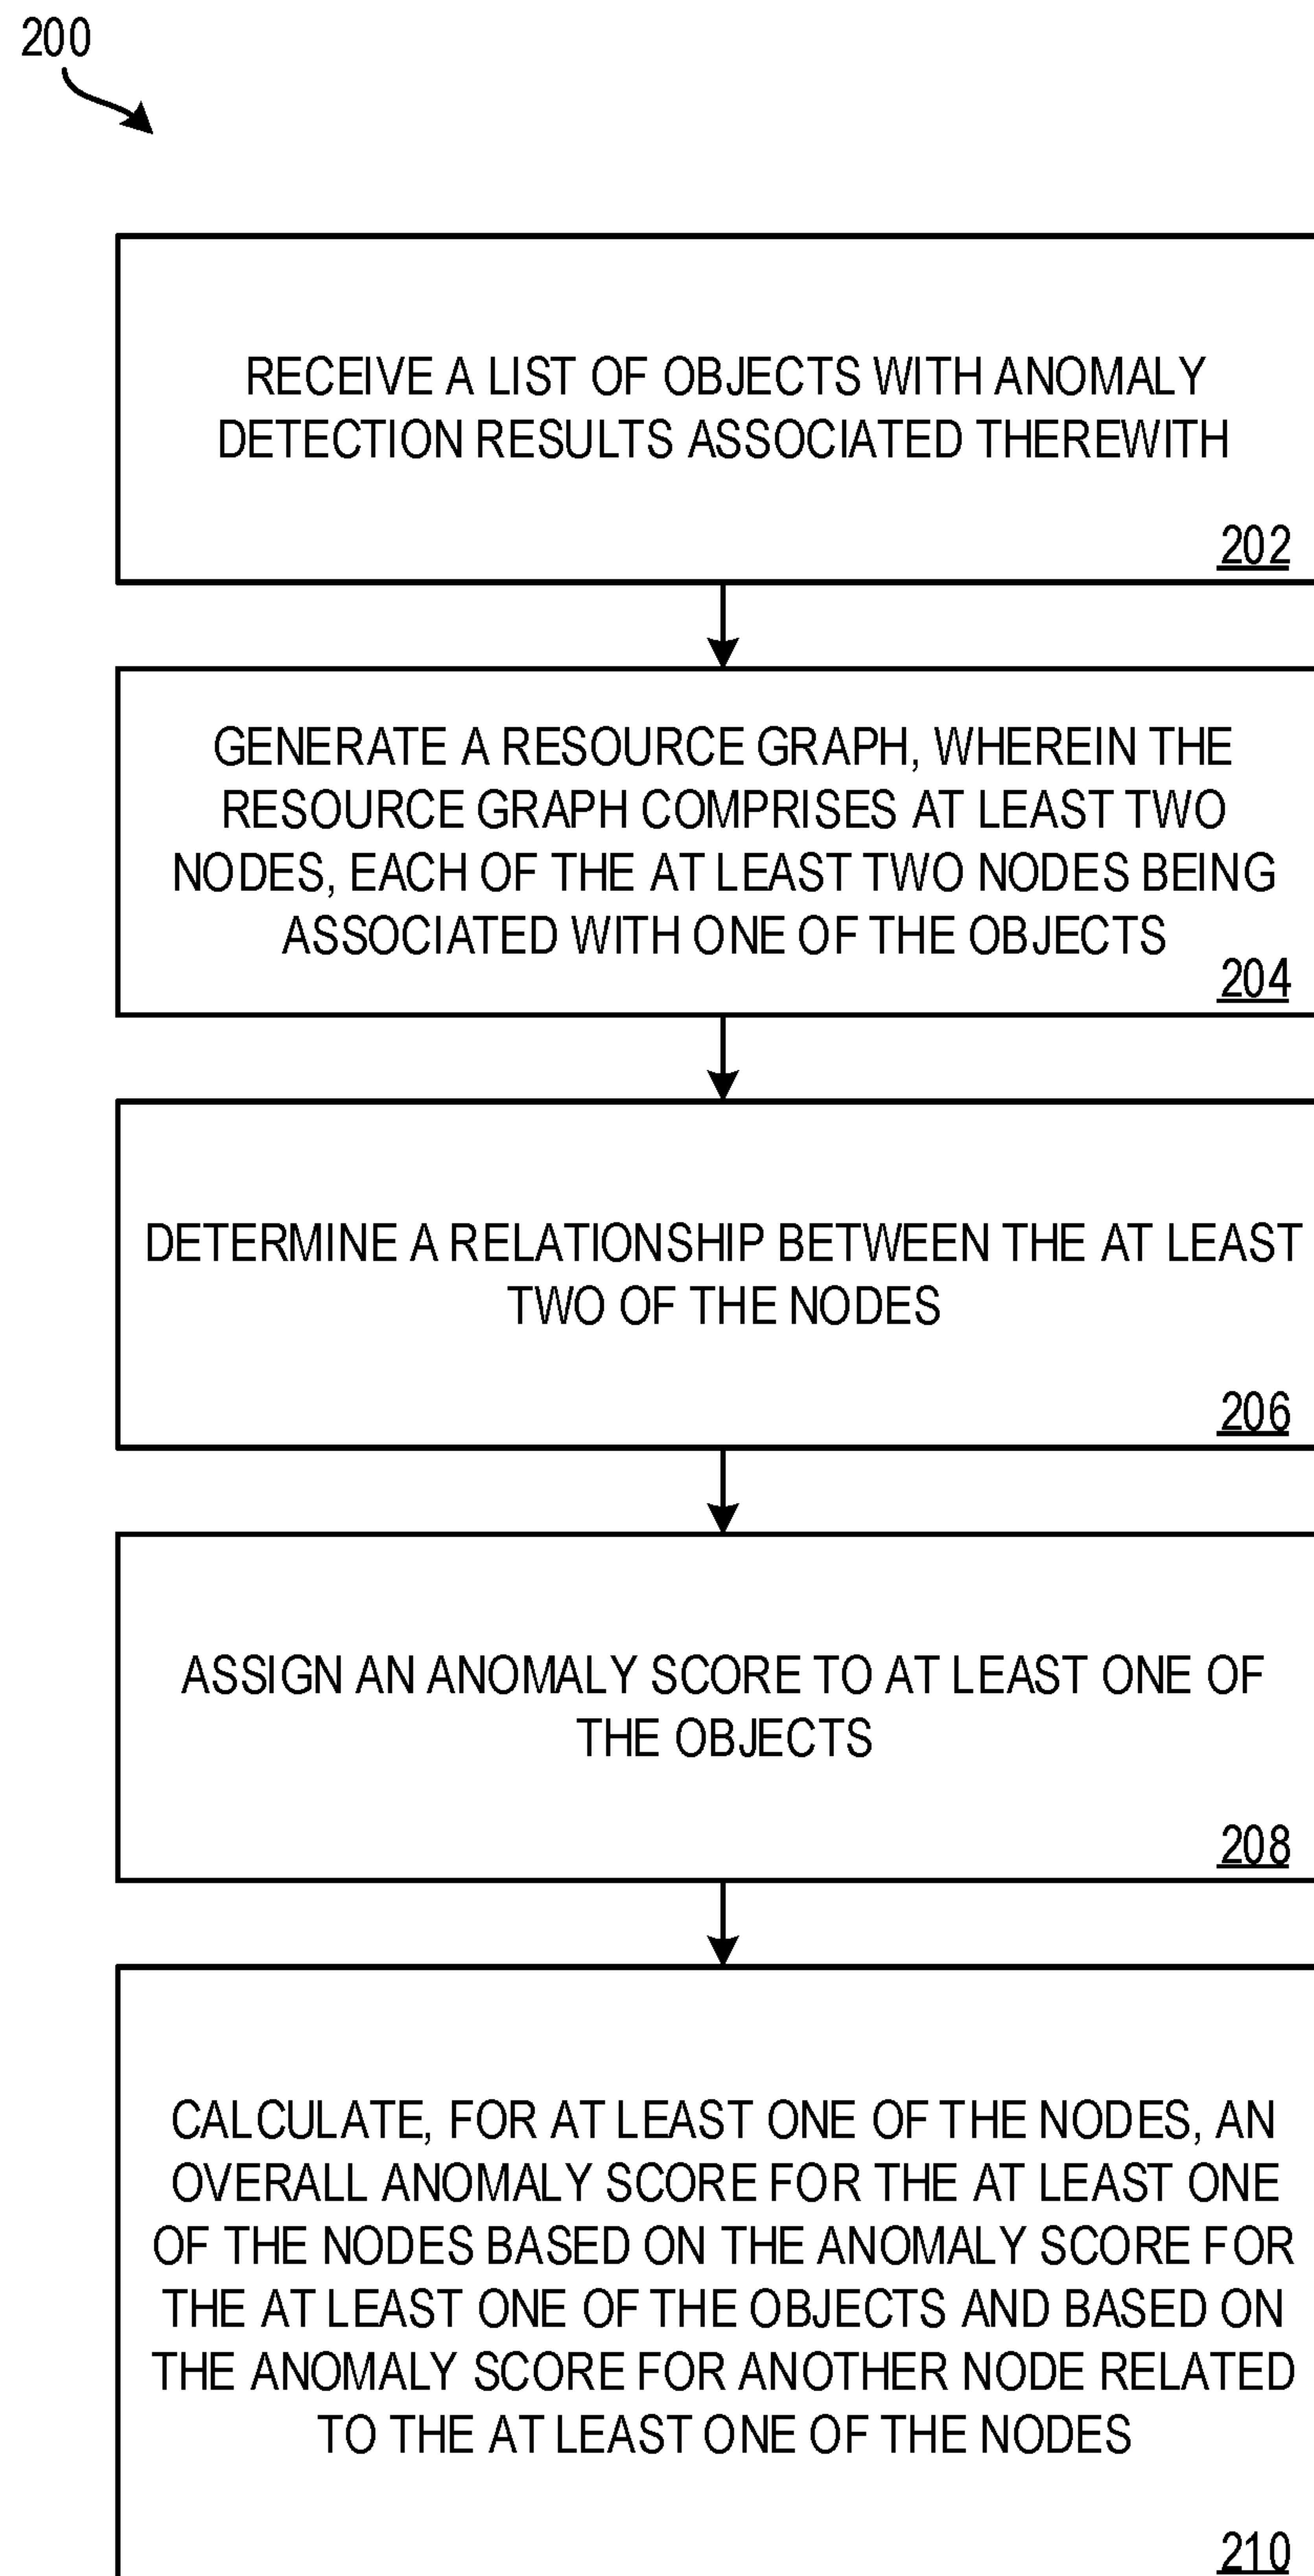 200
RECEIVE A LIST OF OBJECTS WITH ANOMALY
DETECTION RESULTS ASSOCIATED THEREWITH
202
GENERATE A RESOURCE GRAPH, WHEREIN THE
RESOURCE GRAPH COMPRISES AT LEAST TWO
NODES, EACH OF THE AT LEAST TWO NODES BEING
ASSOCIATED WITH ONE OF THE OBJECTS
204
DETERMINE A RELATIONSHIP BETWEEN THE AT LEAST
TWO OF THE NODES
206
ASSIGN AN ANOMALY SCORE TO AT LEAST ONE OF
THE OBJECTS
208
CALCULATE, FOR AT LEAST ONE OF THE NODES, AN
OVERALL ANOMALY SCORE FOR THE AT LEAST ONE
OF THE NODES BASED ON THE ANOMALY SCORE FOR
THE AT LEAST ONE OF THE OBJECTS AND BASED ON
THE ANOMALY SCORE FOR ANOTHER NODE RELATED
TO THE AT LEAST ONE OF THE NODES
210